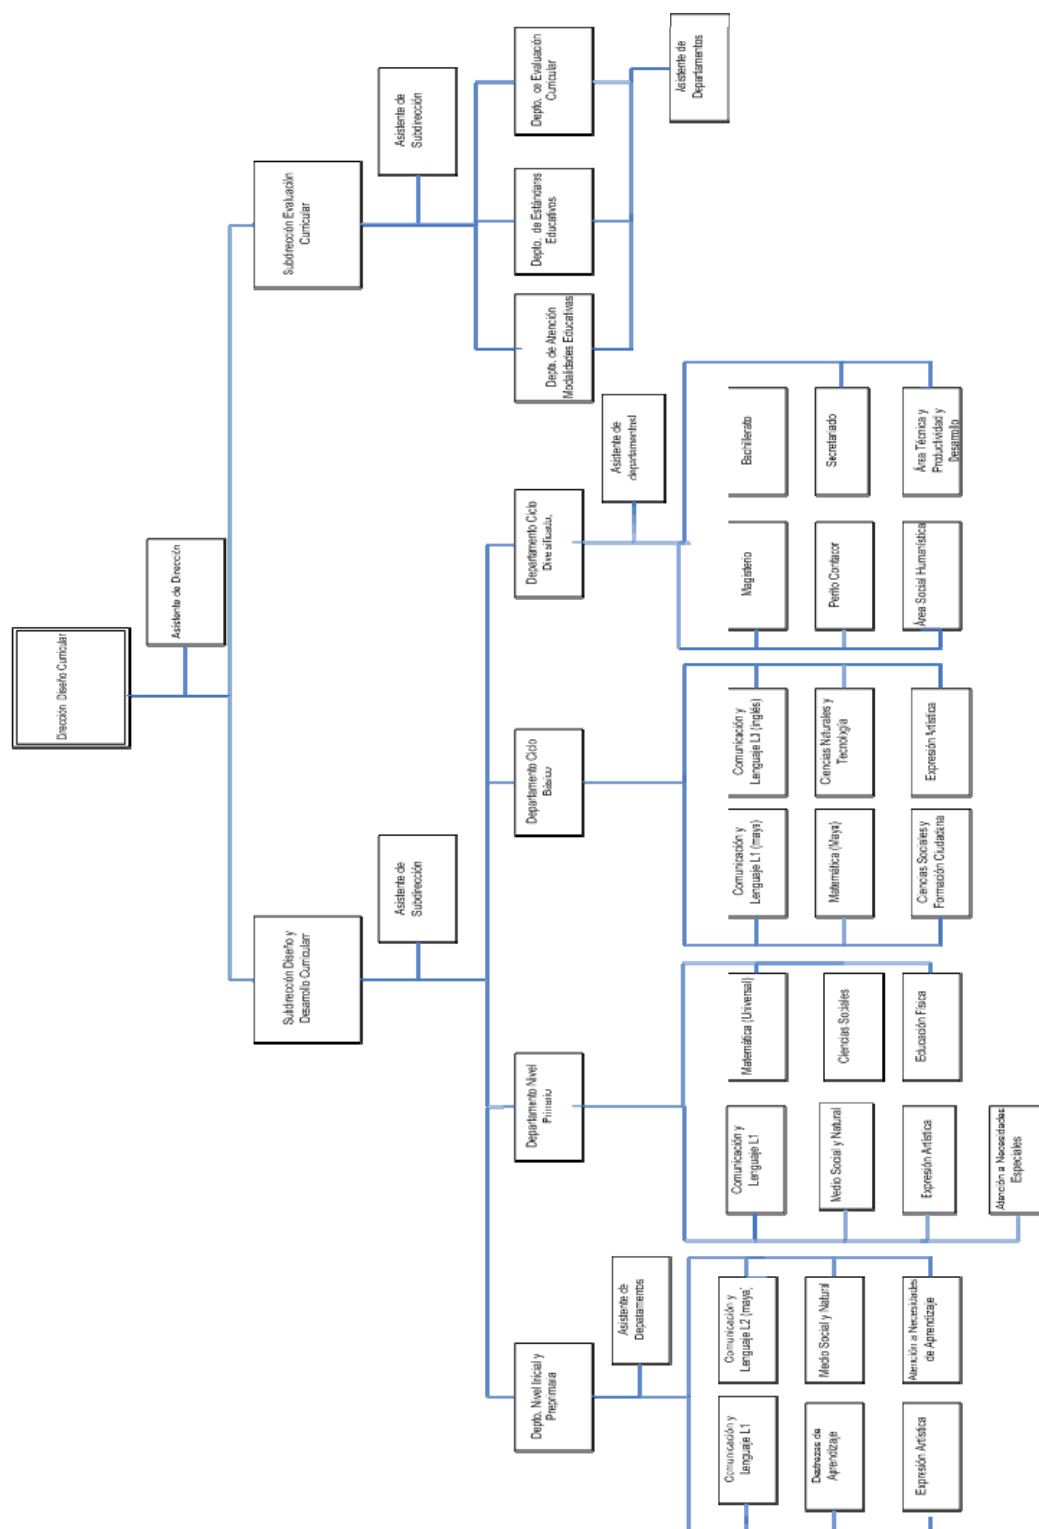 Dirección Diseño Curricular
Asistente de Dirección
Subdirección Diseño y
Desarrollo Curricularr
Subdirección Evaluación
Curricular
Asistente de
Subdirección
Asistente de
Subdirección
Depto. Nivel Inicial y
Preprimaria
Departamento Nivel
Primario
Departamento Ciclo
Básico
Departamento Ciclo
Diversificado,
Depto. de Atención
Modalidades Educativas
Depto. de Estándares
Educativos
Depto. de Evaluación
Curricular
Asistente de
Depatamentos
Asistente de
departamentosl
Asistente de
Departamentos
Comunicación y
Lenguaje L1
Comunicación y
Lenguaje L2 (maya)
Destrezas de
Aprendizaje
Medio Social y Natural
Expresión Artística
Atención a Necesidades
de Aprendizaje
Comunicación y
Lenguaje L1
Matemática (Universal)
Medio Social y Natural
Ciencias Sociales
Expresión Artística
Educación Física
Atención a Necesidades
Especiales
Comunicación y
Lenguaje L1 (maya)
Comunicación y
Lenguaje L3 (inglés)
Matemática (Maya)
Ciencias Naturales y
Tecnología
Ciencias Sociales y
Formación Ciudadana
Expresión Artística
Magisterio
Bachillerato
Perito Contador
Secretariado
Área Social Humanística
Área Técnica y
Productividad y
Desarrollo